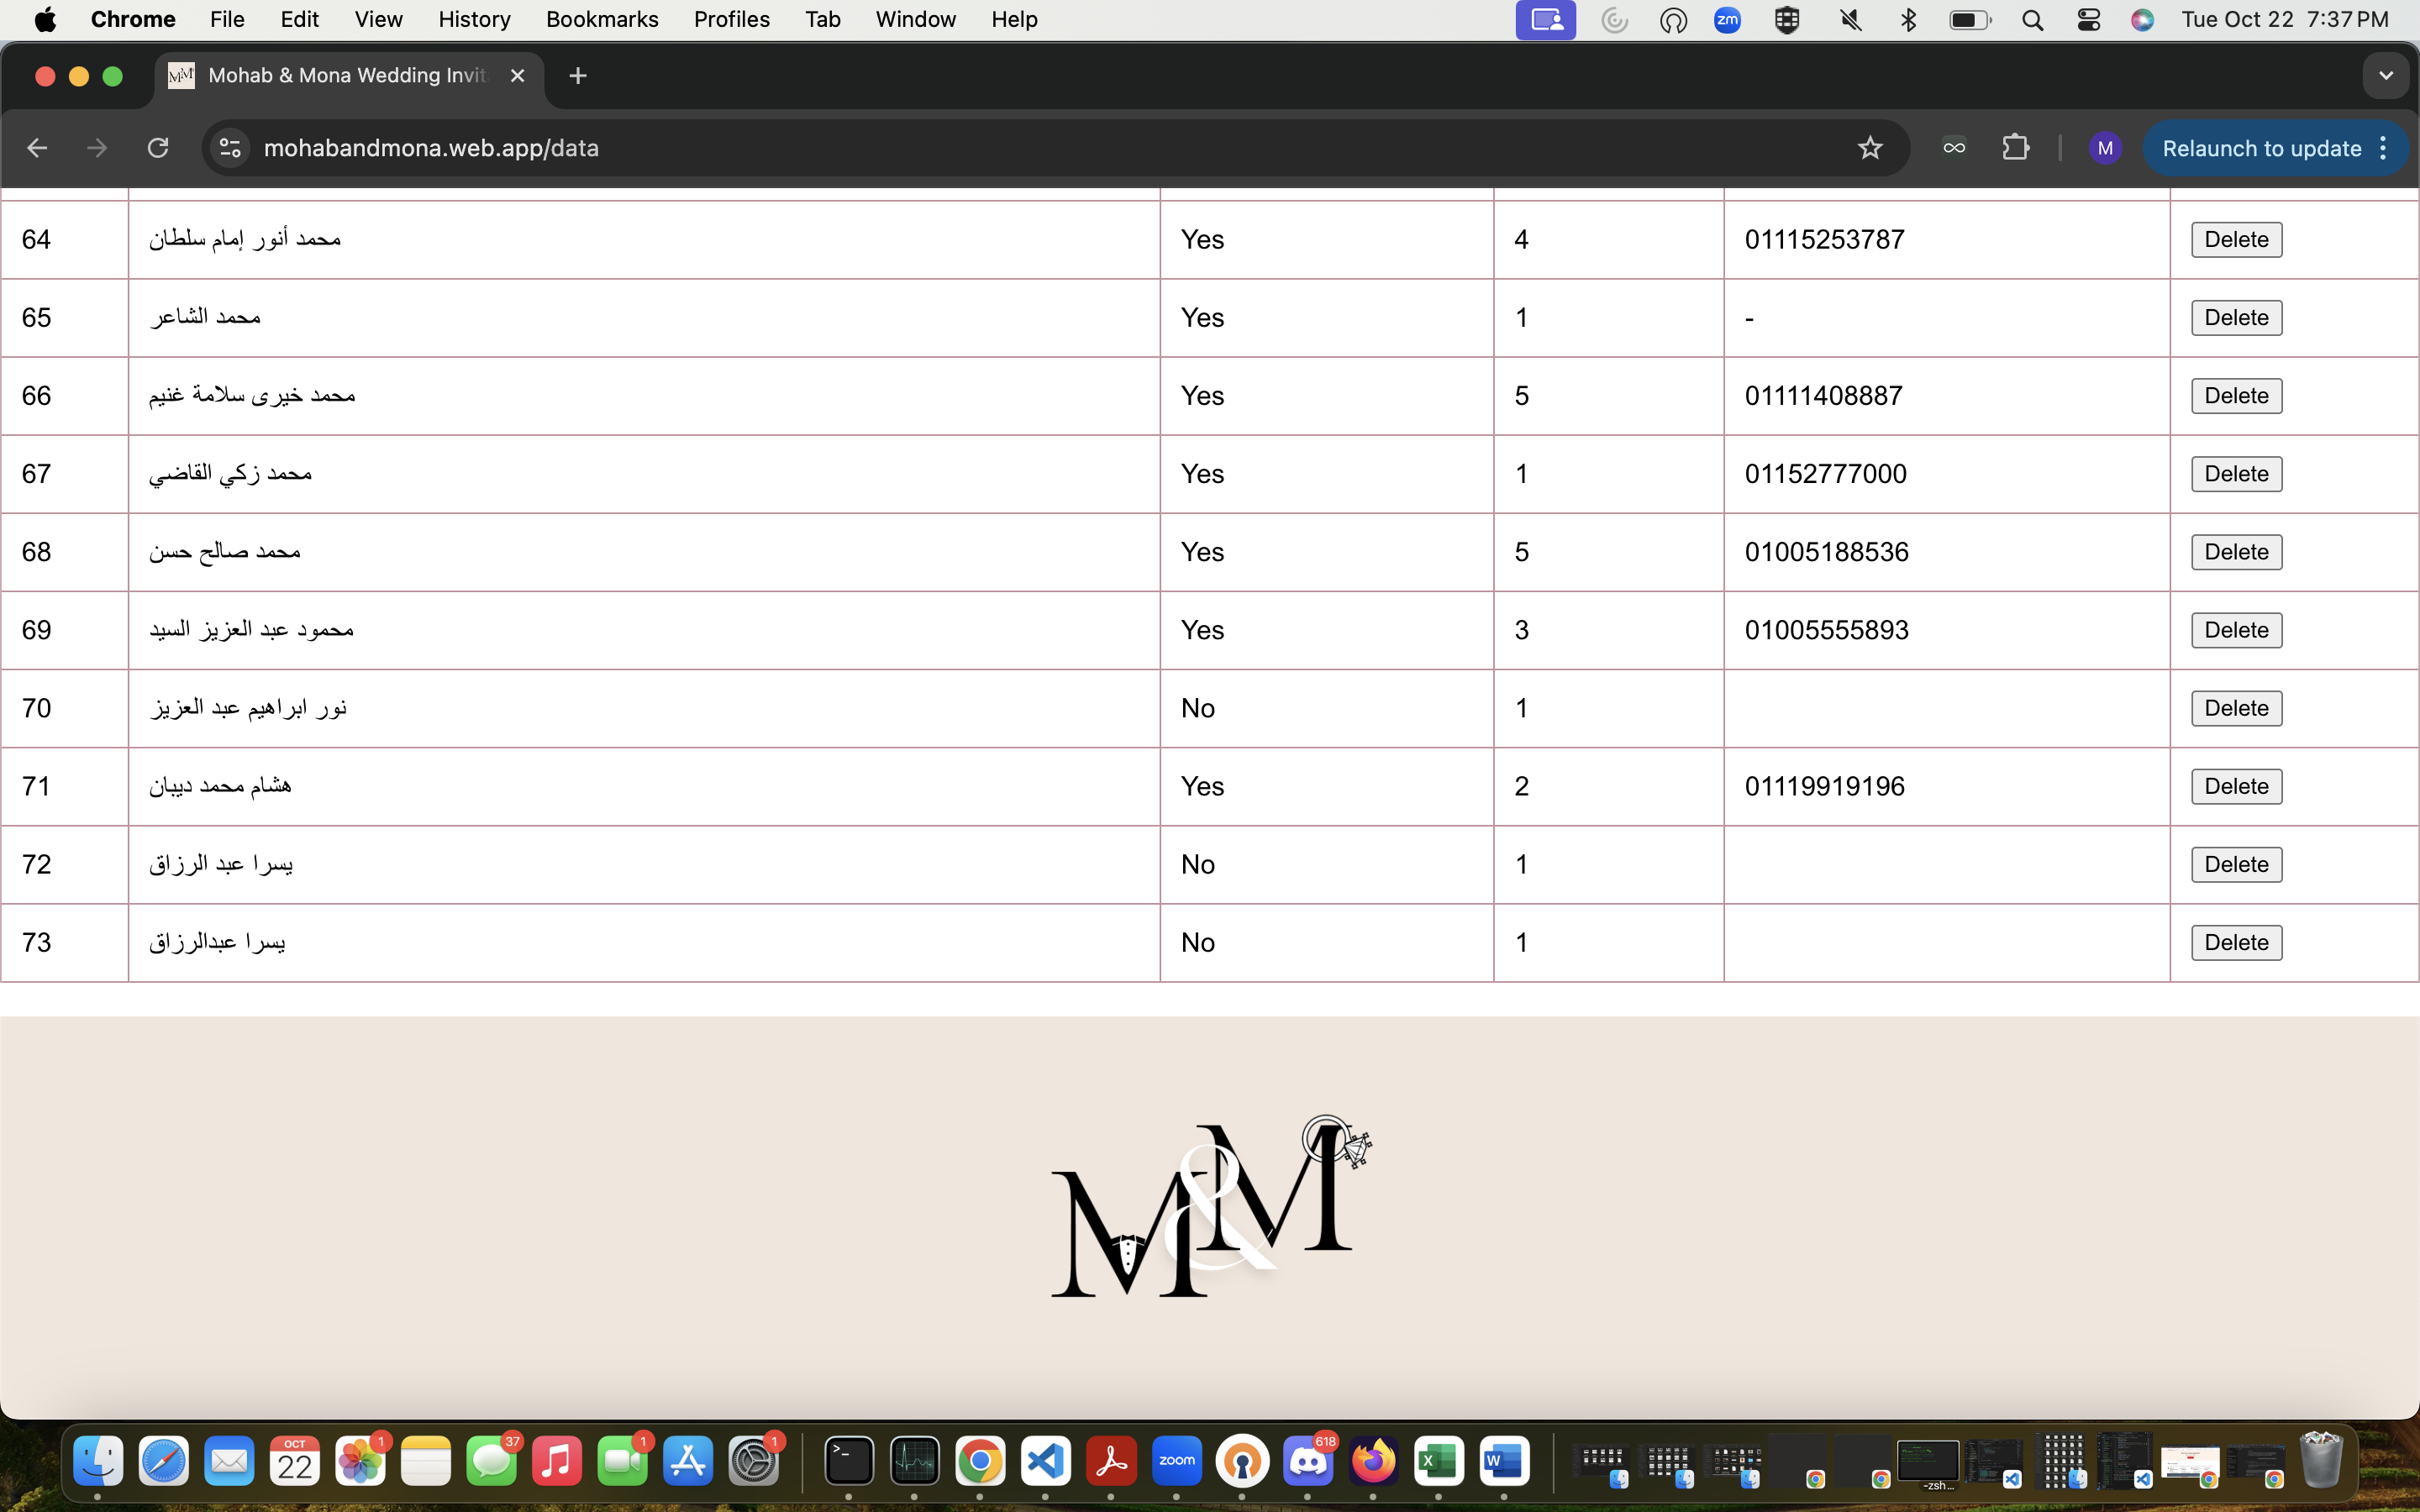 Chrome File Edit View History Bookmarks Profiles Tab Window Help zm Tue Oct 22 7:37 PM
Mohab & Mona Wedding Invit
mohabandmona.web.app/data M Relaunch to update
64 محمد أنور إمام سلطان Yes 4 01115253787 Delete
65 محمد الشاعر Yes 1 - Delete
66 محمد خيرى سلامة غنيم Yes 5 01111408887 Delete
67 محمد زكي القاضي Yes 1 01152777000 Delete
68 محمد صالح حسن Yes 5 01005188536 Delete
69 محمود عبد العزيز السيد Yes 3 01005555893 Delete
70 نور ابراهيم عبد العزيز No 1 Delete
71 هشام محمد ديبان Yes 2 01119919196 Delete
72 يسرا عبد الرزاق No 1 Delete
73 يسرا عبدالرزاق No 1 Delete
M&M
OCT 22 1 37 1 1 >_ zoom 618 X W -zsh...